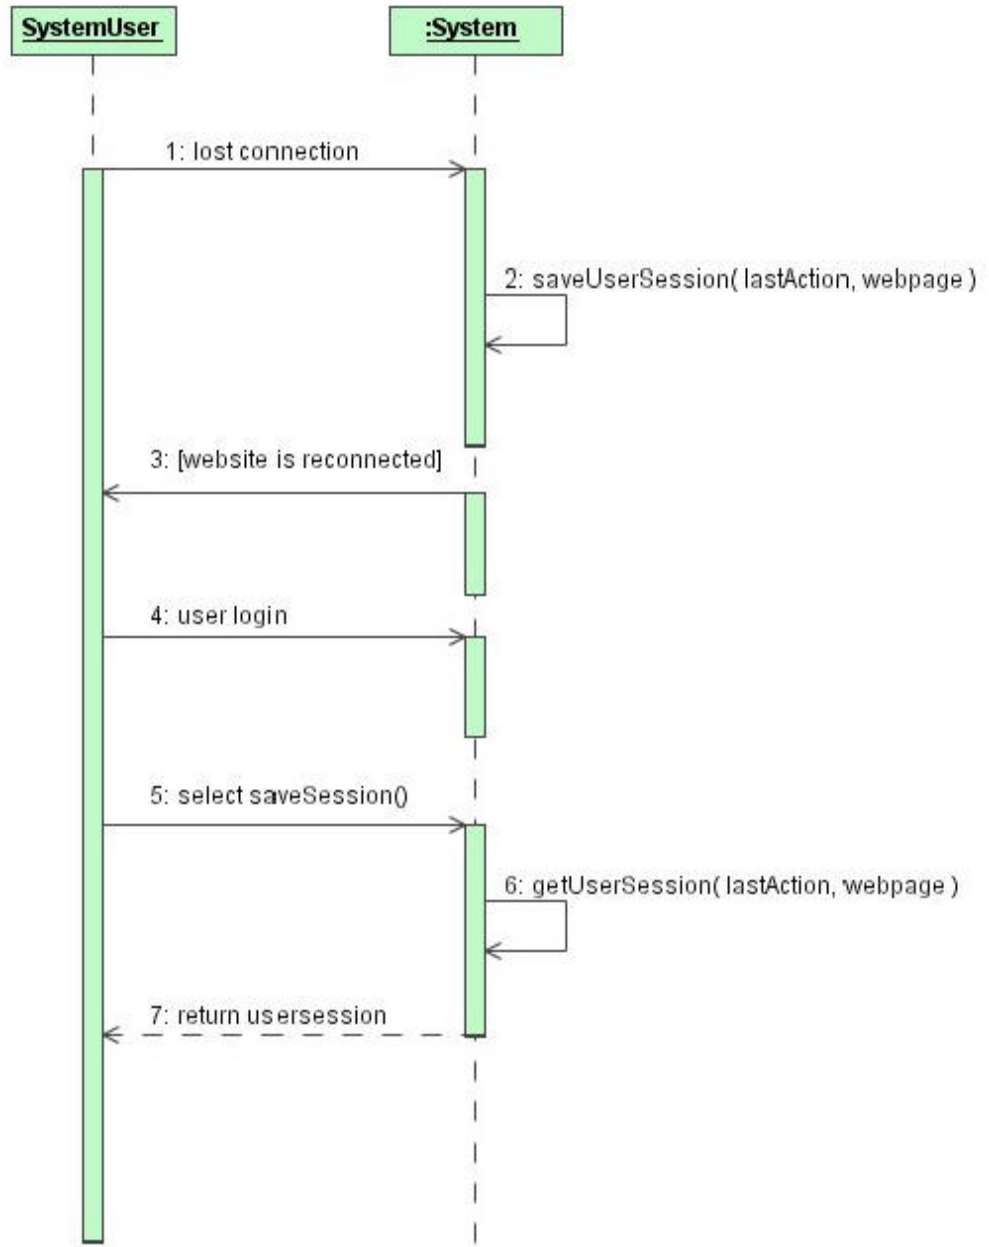 SystemUser
:System
1: lost connection
2: saveUserSession( lastAction, webpage )
3: [website is reconnected]
4: user login
5: select saveSession()
6: getUserSession( lastAction, webpage )
7: return usersession